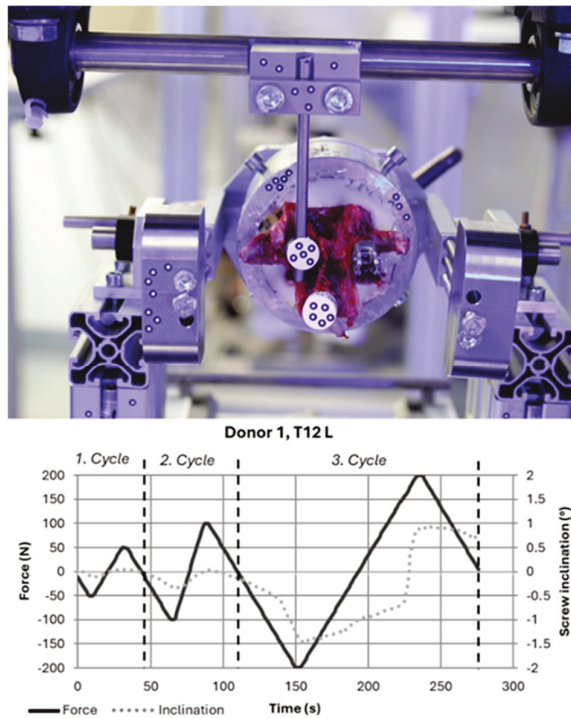 Donor 1, T12 L
1. Cycle 2. Cycle 3. Cycle
200 2
150 1.5
100 1
50 0.5
0 0
-50 -0.5
-100 -1
-150 -1.5
-200 -2
Force (N)
Screw inclination (°)
0 50 100 150 200 250 300
Force Inclination Time (s)